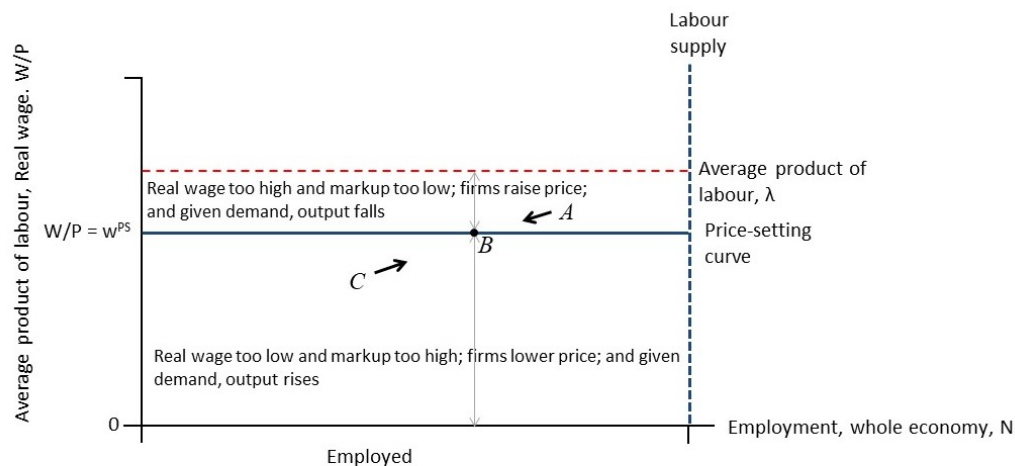 Labour
supply
Average product of labour, Real wage. W/P
Average product of
labour, λ
Real wage too high and markup too low; firms raise price;
and given demand, output falls
A
W/P = wᴾˢ
Price-setting
curve
B
C
Real wage too low and markup too high; firms lower price; and given
demand, output rises
0
Employment, whole economy, N
Employed